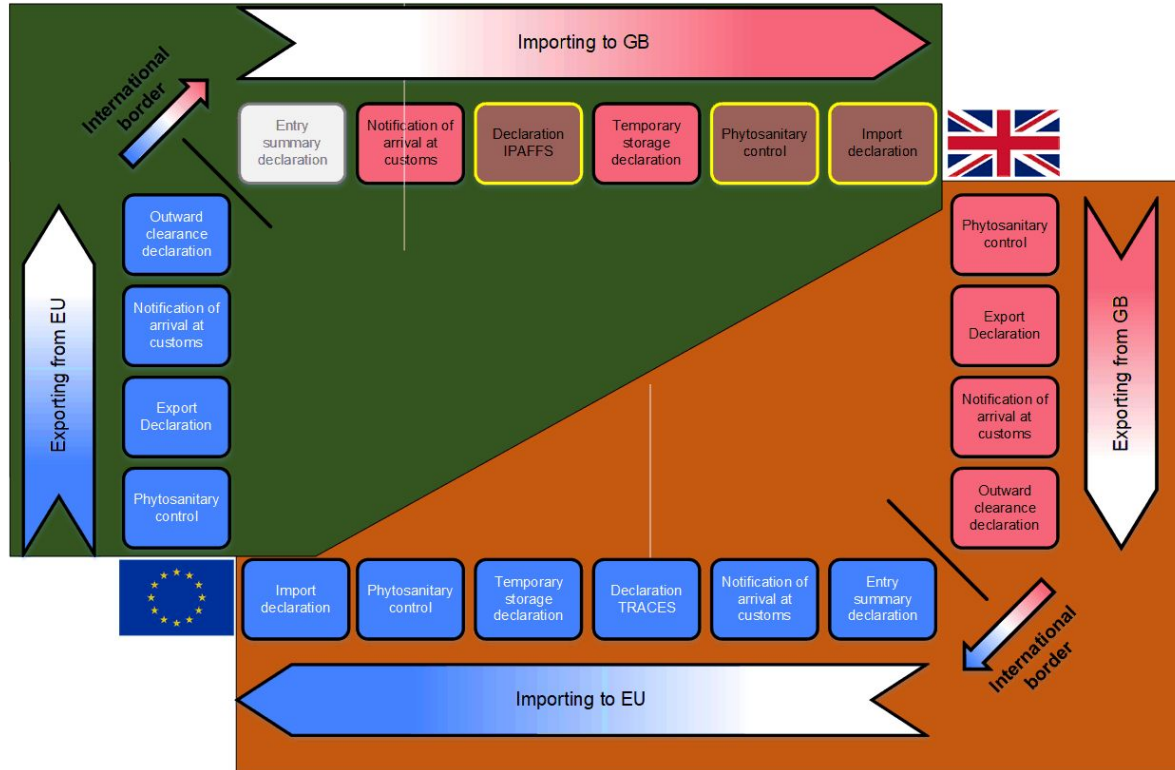 Importing to GB
International
border
Entry
summary
declaration
Notification of
arrival at
customs
Declaration
IPAFFS
Temporary
storage
declaration
Phytosanitary
control
Import
declaration
Outward
clearance
declaration
Notification of
arrival at
customs
Export
Declaration
Phytosanitary
control
Exporting from EU
Phytosanitary
control
Export
Declaration
Notification of
arrival at
customs
Outward
clearance
declaration
Exporting from GB
Import
declaration
Phytosanitary
control
Temporary
storage
declaration
Declaration
TRACES
Notification of
arrival at
customs
Entry
summary
declaration
International
border
Importing to EU